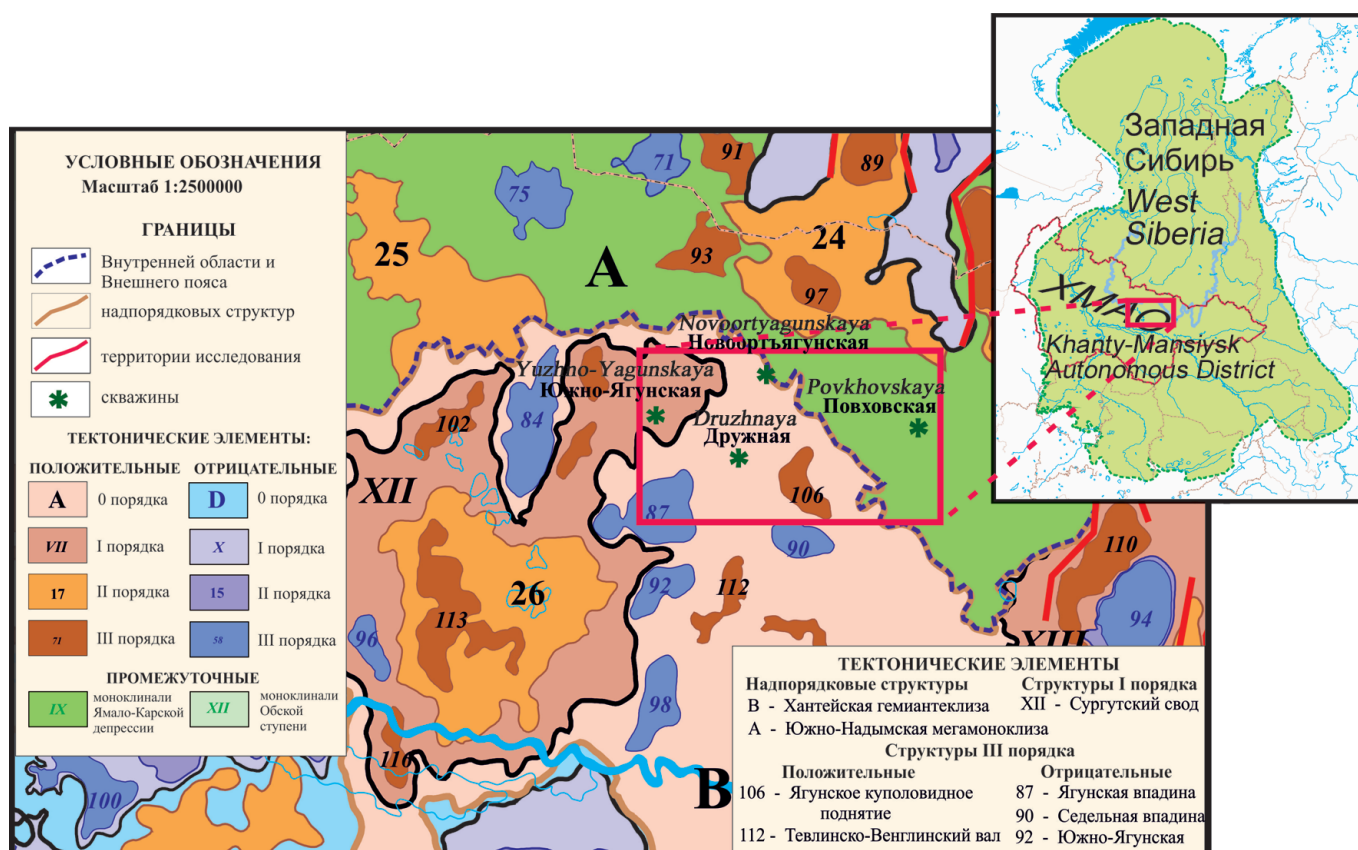 УСЛОВНЫЕ ОБОЗНАЧЕНИЯ
Масштаб 1:2500000
ГРАНИЦЫ
Внутренней области и
Внешнего пояса
надпорядковых структур
территории исследования
скважины
ТЕКТОНИЧЕСКИЕ ЭЛЕМЕНТЫ:
ПОЛОЖИТЕЛЬНЫЕ
ОТРИЦАТЕЛЬНЫЕ
A 0 порядка
D 0 порядка
VII I порядка
X I порядка
17 II порядка
15 II порядка
71 III порядка
58 III порядка
ПРОМЕЖУТОЧНЫЕ
IX моноклинали
Ямало-Карской
депрессии
XII моноклинали
Обской
ступени
75
71
91
89
25
A
93
24
97
Novoortyagunskaya
Новоортъягунская
Yuzhno-Yagunskaya
Южно-Ягунская
Povkhovskaya
Повховская
Druzhnaya
Дружная
102
84
XII
87
106
90
92
112
26
113
96
98
116
100
B
110
94
XIII
Западная
Сибирь
West
Siberia
ХМАО
Khanty-Mansiysk
Autonomous District
ТЕКТОНИЧЕСКИЕ ЭЛЕМЕНТЫ
Надпорядковые структуры
В - Хантейская гемиантеклиза
А - Южно-Надымская мегамоноклиза
Структуры I порядка
XII - Сургутский свод
Структуры III порядка
Положительные
106 - Ягунское куполовидное
поднятие
112 - Тевлинско-Венглинский вал
Отрицательные
87 - Ягунская впадина
90 - Седельная впадина
92 - Южно-Ягунская